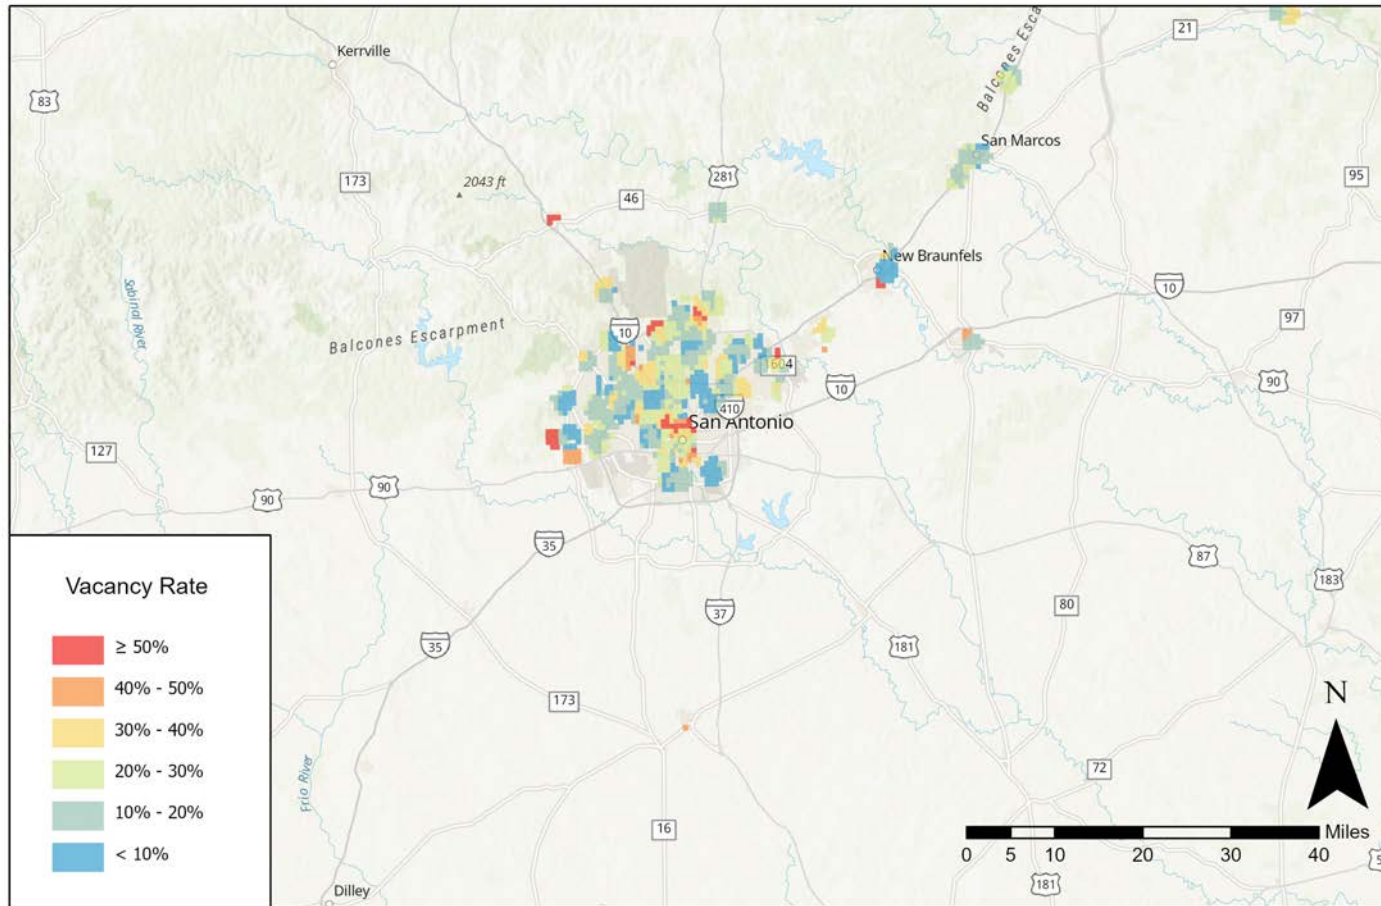 Balcones Esca
21
Kerrville
83
San Marcos
173
2043 ft
281
95
46
New Braunfels
10
Sabinal River
97
Balcones Escarpment
10
1604
10
90
410
San Antonio
127
90
90
35
87
183
Vacancy Rate
37
80
≥ 50%
35
181
40% - 50%
N
173
30% - 40%
20% - 30%
72
Frio River
10% - 20%
16
Miles
< 10%
0 5 10 20 30 40
5
181
Dilley